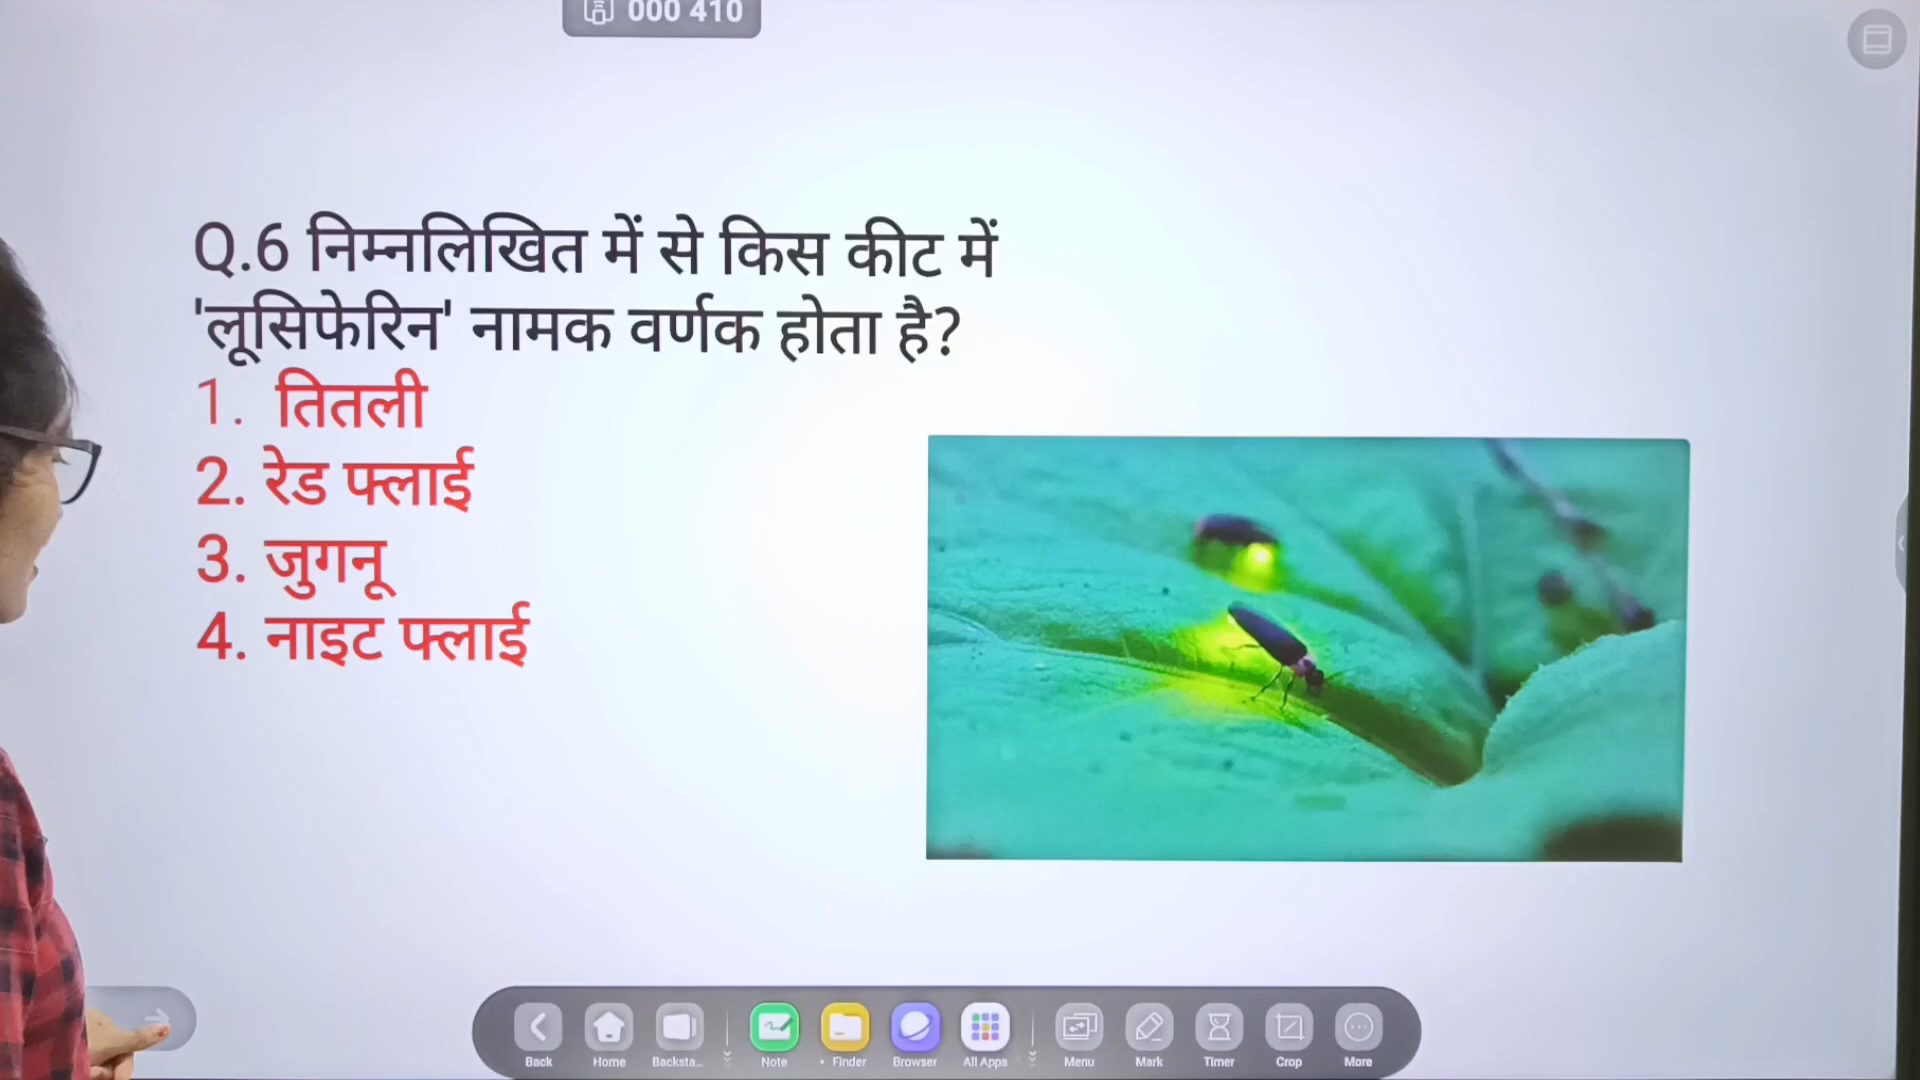 000 410
Q.6 निम्नलिखित में से किस कीट में
'लूसिफेरिन' नामक वर्णक होता है?
1. तितली
2. रेड फ्लाई
3. जुगनू
4. नाइट फ्लाई
Back Home Backsta... Note Finder Browser All Apps Menu Mark Timer Crop More